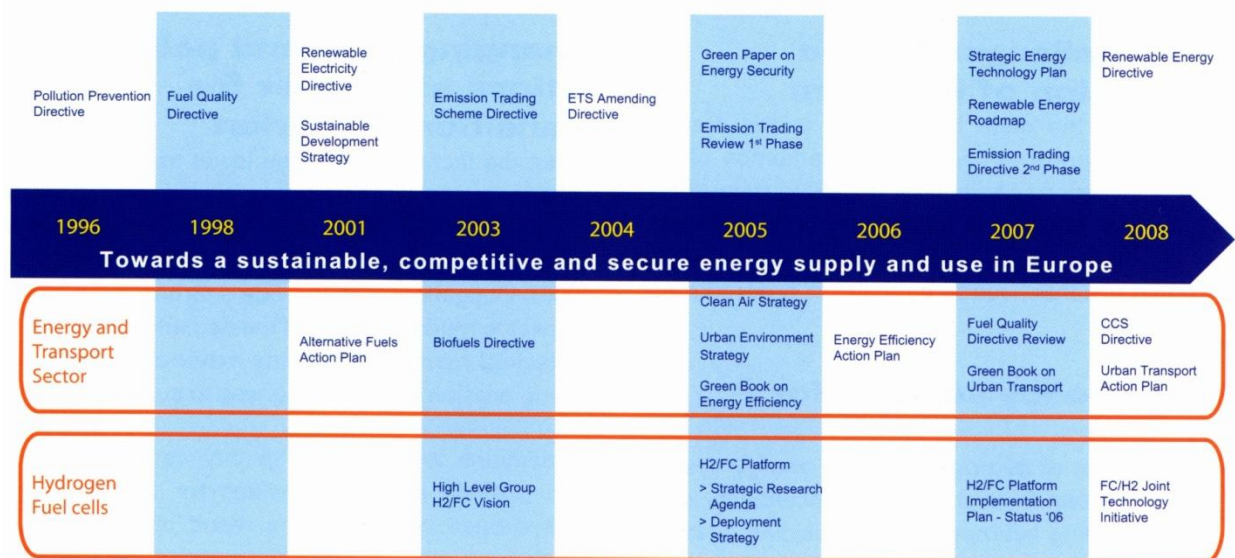 Pollution Prevention
Directive
Fuel Quality
Directive
Renewable
Electricity
Directive
Sustainable
Development
Strategy
Emission Trading
Scheme Directive
ETS Amending
Directive
Green Paper on
Energy Security
Emission Trading
Review 1st Phase
Strategic Energy
Technology Plan
Renewable Energy
Roadmap
Emission Trading
Directive 2nd Phase
Renewable Energy
Directive
1996 1998 2001 2003 2004 2005 2006 2007 2008
Towards a sustainable, competitive and secure energy supply and use in Europe
Energy and
Transport
Sector
Alternative Fuels
Action Plan
Biofuels Directive
Clean Air Strategy
Urban Environment
Strategy
Green Book on
Energy Efficiency
Energy Efficiency
Action Plan
Fuel Quality
Directive Review
Green Book on
Urban Transport
CCS
Directive
Urban Transport
Action Plan
Hydrogen
Fuel cells
High Level Group
H2/FC Vision
H2/FC Platform
> Strategic Research
Agenda
> Deployment
Strategy
H2/FC Platform
Implementation
Plan - Status ‘06
FC/H2 Joint
Technology
Initiative